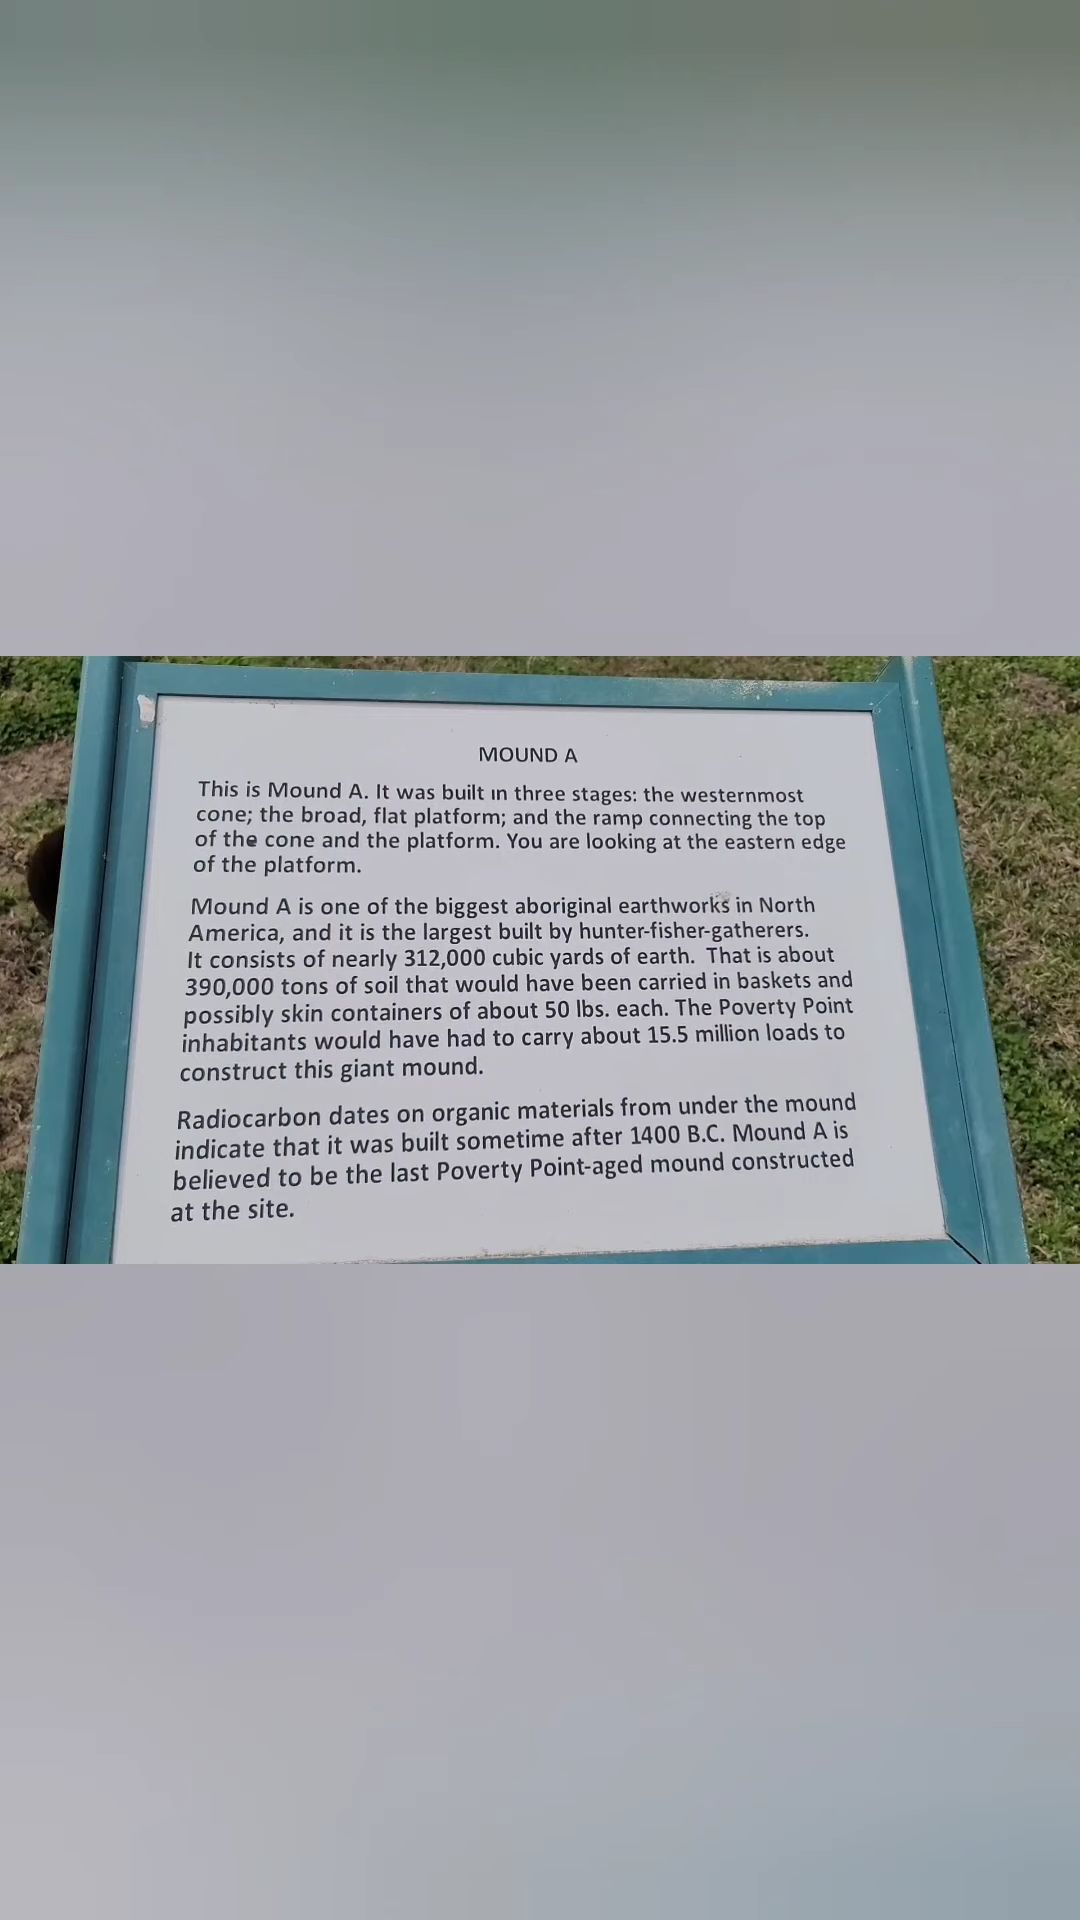 MOUND A
This is Mound A. It was built in three stages: the westernmost
cone; the broad, flat platform; and the ramp connecting the top
of the cone and the platform. You are looking at the eastern edge
of the platform.
Mound A is one of the biggest aboriginal earthworks in North
America, and it is the largest built by hunter-fisher-gatherers.
It consists of nearly 312,000 cubic yards of earth. That is about
390,000 tons of soil that would have been carried in baskets and
possibly skin containers of about 50 lbs. each. The Poverty Point
inhabitants would have had to carry about 15.5 million loads to
construct this giant mound.
Radiocarbon dates on organic materials from under the mound
indicate that it was built sometime after 1400 B.C. Mound A is
believed to be the last Poverty Point-aged mound constructed
at the site.